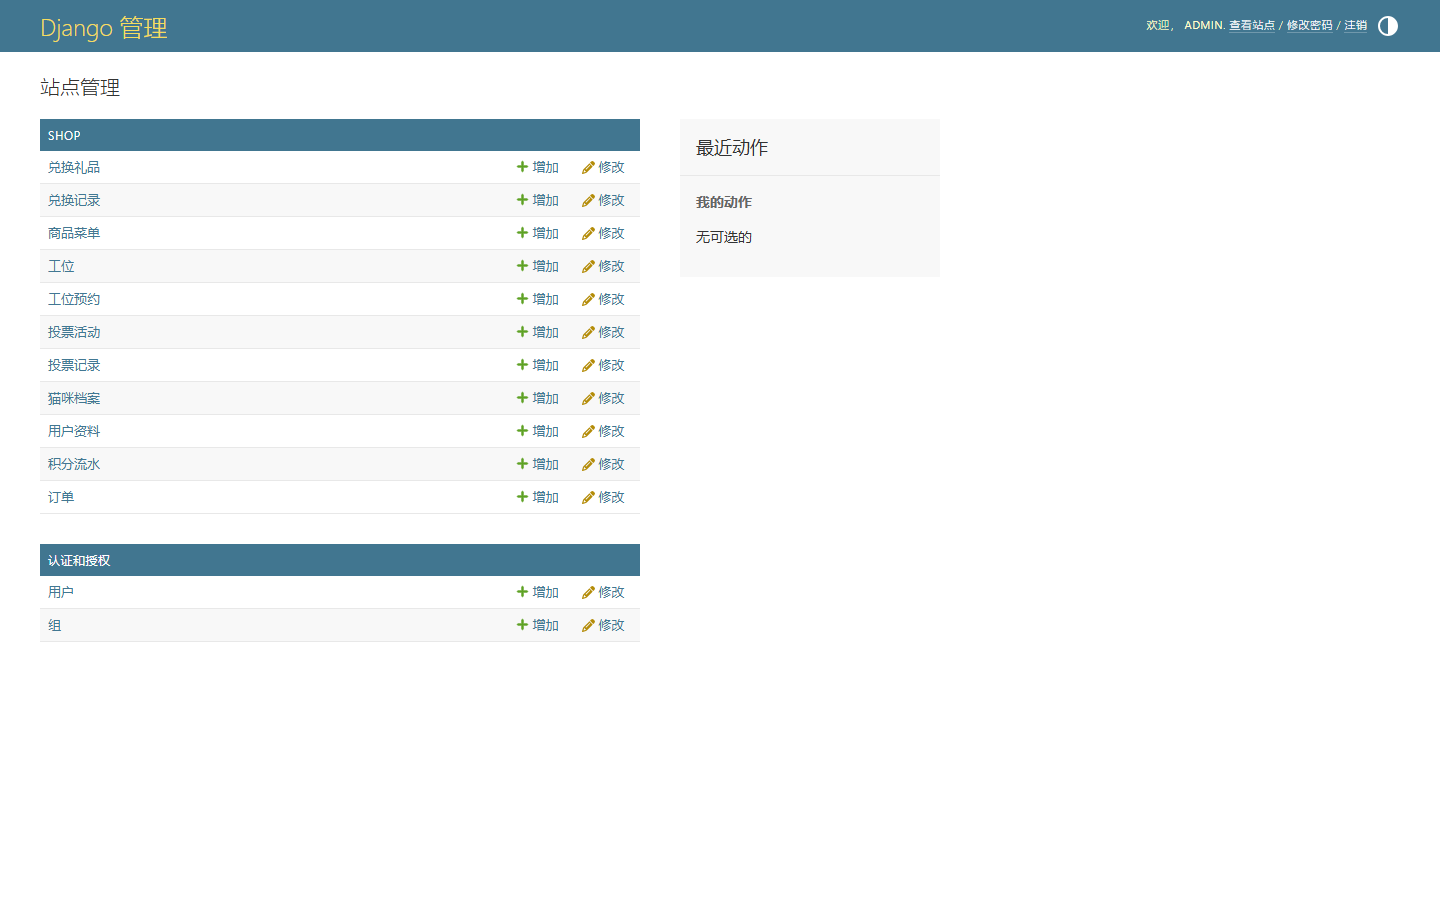 Django 管理
欢迎， ADMIN. 查看站点 / 修改密码 / 注销
站点管理
SHOP
兑换礼品 增加 修改
兑换记录 增加 修改
商品菜单 增加 修改
工位 增加 修改
工位预约 增加 修改
投票活动 增加 修改
投票记录 增加 修改
猫咪档案 增加 修改
用户资料 增加 修改
积分流水 增加 修改
订单 增加 修改
认证和授权
用户 增加 修改
组 增加 修改
最近动作
我的动作
无可选的